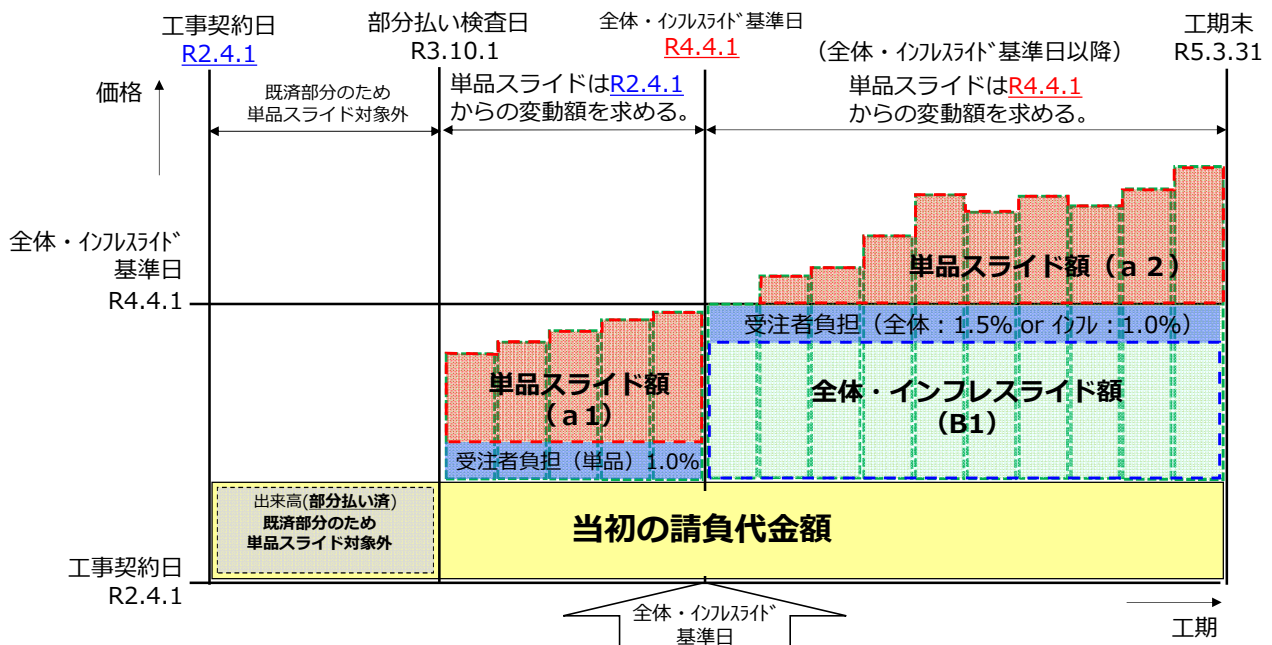 工事契約日
R2.4.1
部分払い検査日
R3.10.1
全体・ｲﾝﾌﾚｽﾗｲﾄﾞ基準日
R4.4.1
(全体・ｲﾝﾌﾚｽﾗｲﾄﾞ基準日以降)
工期末
R5.3.31
価格
既済部分のため
単品スライド対象外
単品スライドはR2.4.1
からの変動額を求める。
単品スライドはR4.4.1
からの変動額を求める。
全体・ｲﾝﾌﾚｽﾗｲﾄﾞ
基準日
R4.4.1
単品スライド額（ａ２）
受注者負担（全体：1.5% or ｲﾝﾌﾚ：1.0%）
単品スライド額
（ａ1）
全体・インフレスライド額
（B1）
受注者負担（単品）1.0%
出来高(部分払い済)
既済部分のため
単品スライド対象外
当初の請負代金額
工事契約日
R2.4.1
全体・ｲﾝﾌﾚｽﾗｲﾄﾞ
基準日
工期